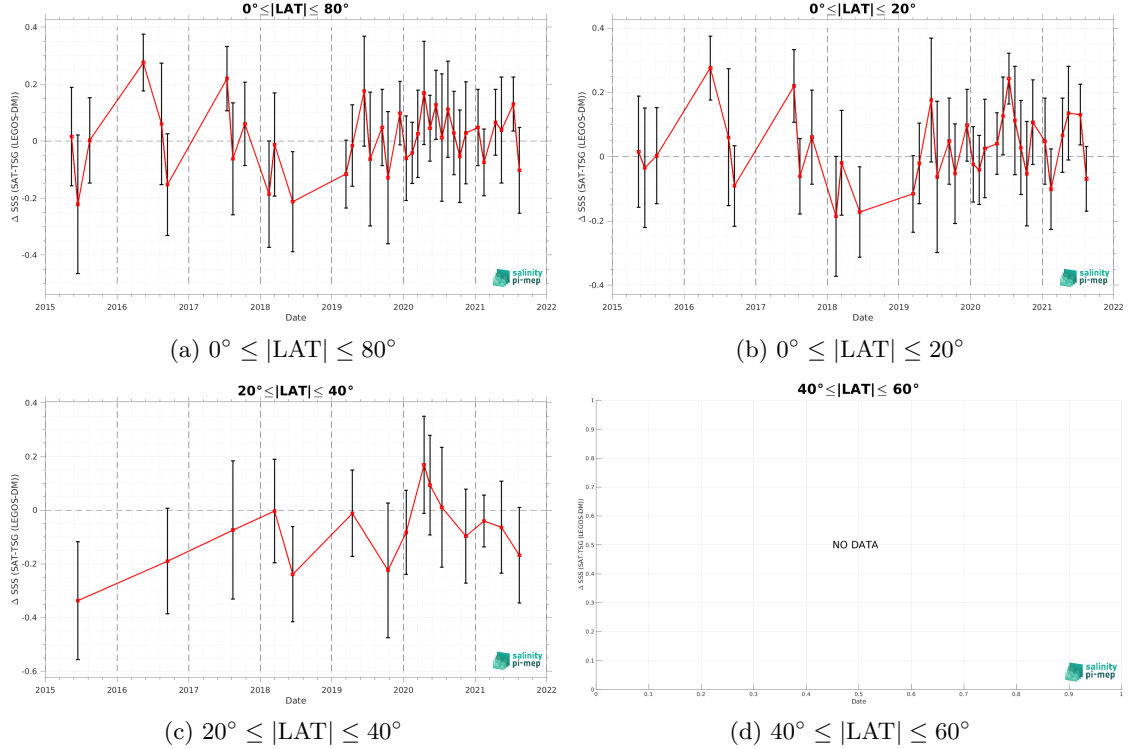 0°≤|LAT|≤ 80°
Δ SSS (SAT-TSG (LEGOS-DM))
0.4
0.2
0
-0.2
-0.4
2015 2016 2017 2018 2019 2020 2021 2022
Date
salinity
pi-mep
(a) 0° ≤ |LAT| ≤ 80°
0°≤|LAT|≤ 20°
Δ SSS (SAT-TSG (LEGOS-DM))
0.4
0.2
0
-0.2
-0.4
2015 2016 2017 2018 2019 2020 2021 2022
Date
salinity
pi-mep
(b) 0° ≤ |LAT| ≤ 20°
20°≤|LAT|≤ 40°
Δ SSS (SAT-TSG (LEGOS-DM))
0.4
0.2
0
-0.2
-0.4
-0.6
2015 2016 2017 2018 2019 2020 2021 2022
Date
salinity
pi-mep
(c) 20° ≤ |LAT| ≤ 40°
40°≤|LAT|≤ 60°
Δ SSS (SAT-TSG (LEGOS-DM))
1
0.9
0.8
0.7
0.6
0.5
0.4
0.3
0.2
0.1
0
NO DATA
0 0.1 0.2 0.3 0.4 0.5 0.6 0.7 0.8 0.9 1
Date
salinity
pi-mep
(d) 40° ≤ |LAT| ≤ 60°